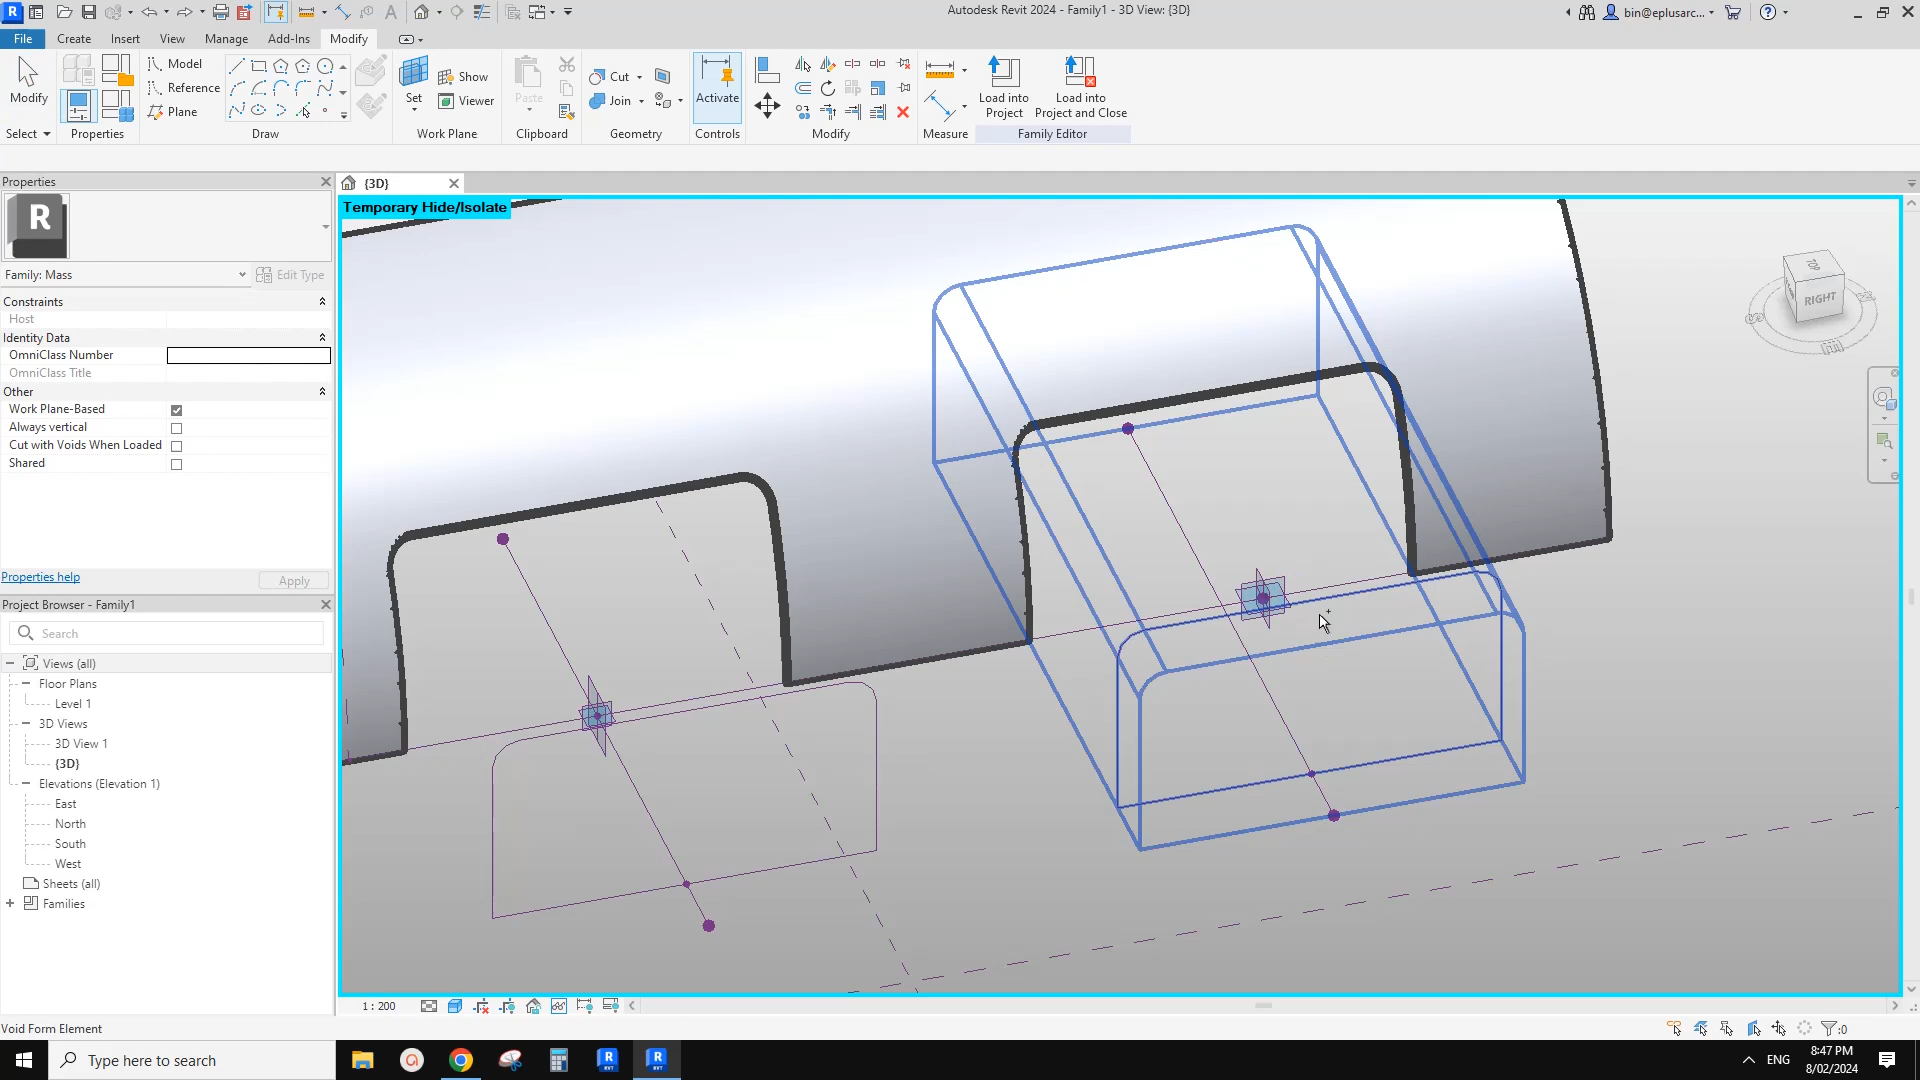 Autodesk Revit 2024 - Family1 - 3D View: {3D}
bin@eplusarc...
File
Create
Insert
View
Manage
Add-Ins
Modify
Modify
Select
Properties
Model
Reference
Plane
Draw
Set
Show
Viewer
Work Plane
Paste
Clipboard
Cut
Join
Geometry
Activate
Controls
Modify
Measure
Load into
Project
Load into
Project and Close
Family Editor
Properties
{3D}
Temporary Hide/Isolate
R
Family: Mass
Edit Type
Constraints
Host
Identity Data
OmniClass Number
OmniClass Title
Other
Work Plane-Based
Always vertical
Cut with Voids When Loaded
Shared
Properties help
Apply
Project Browser - Family1
Search
Views (all)
Floor Plans
Level 1
3D Views
3D View 1
{3D}
Elevations (Elevation 1)
East
North
South
West
Sheets (all)
Families
TOP
RIGHT
S
E
1 : 200
Void Form Element
:0
Type here to search
ENG
8:47 PM
8/02/2024